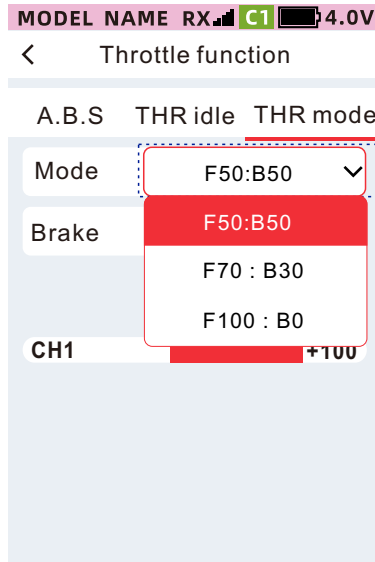 MODEL NAME RX C1 4.0V
< Throttle function
A.B.S THR idle THR mode
Mode F50:B50
Brake F50:B50
F70 : B30
F100 : B0
CH1 +100